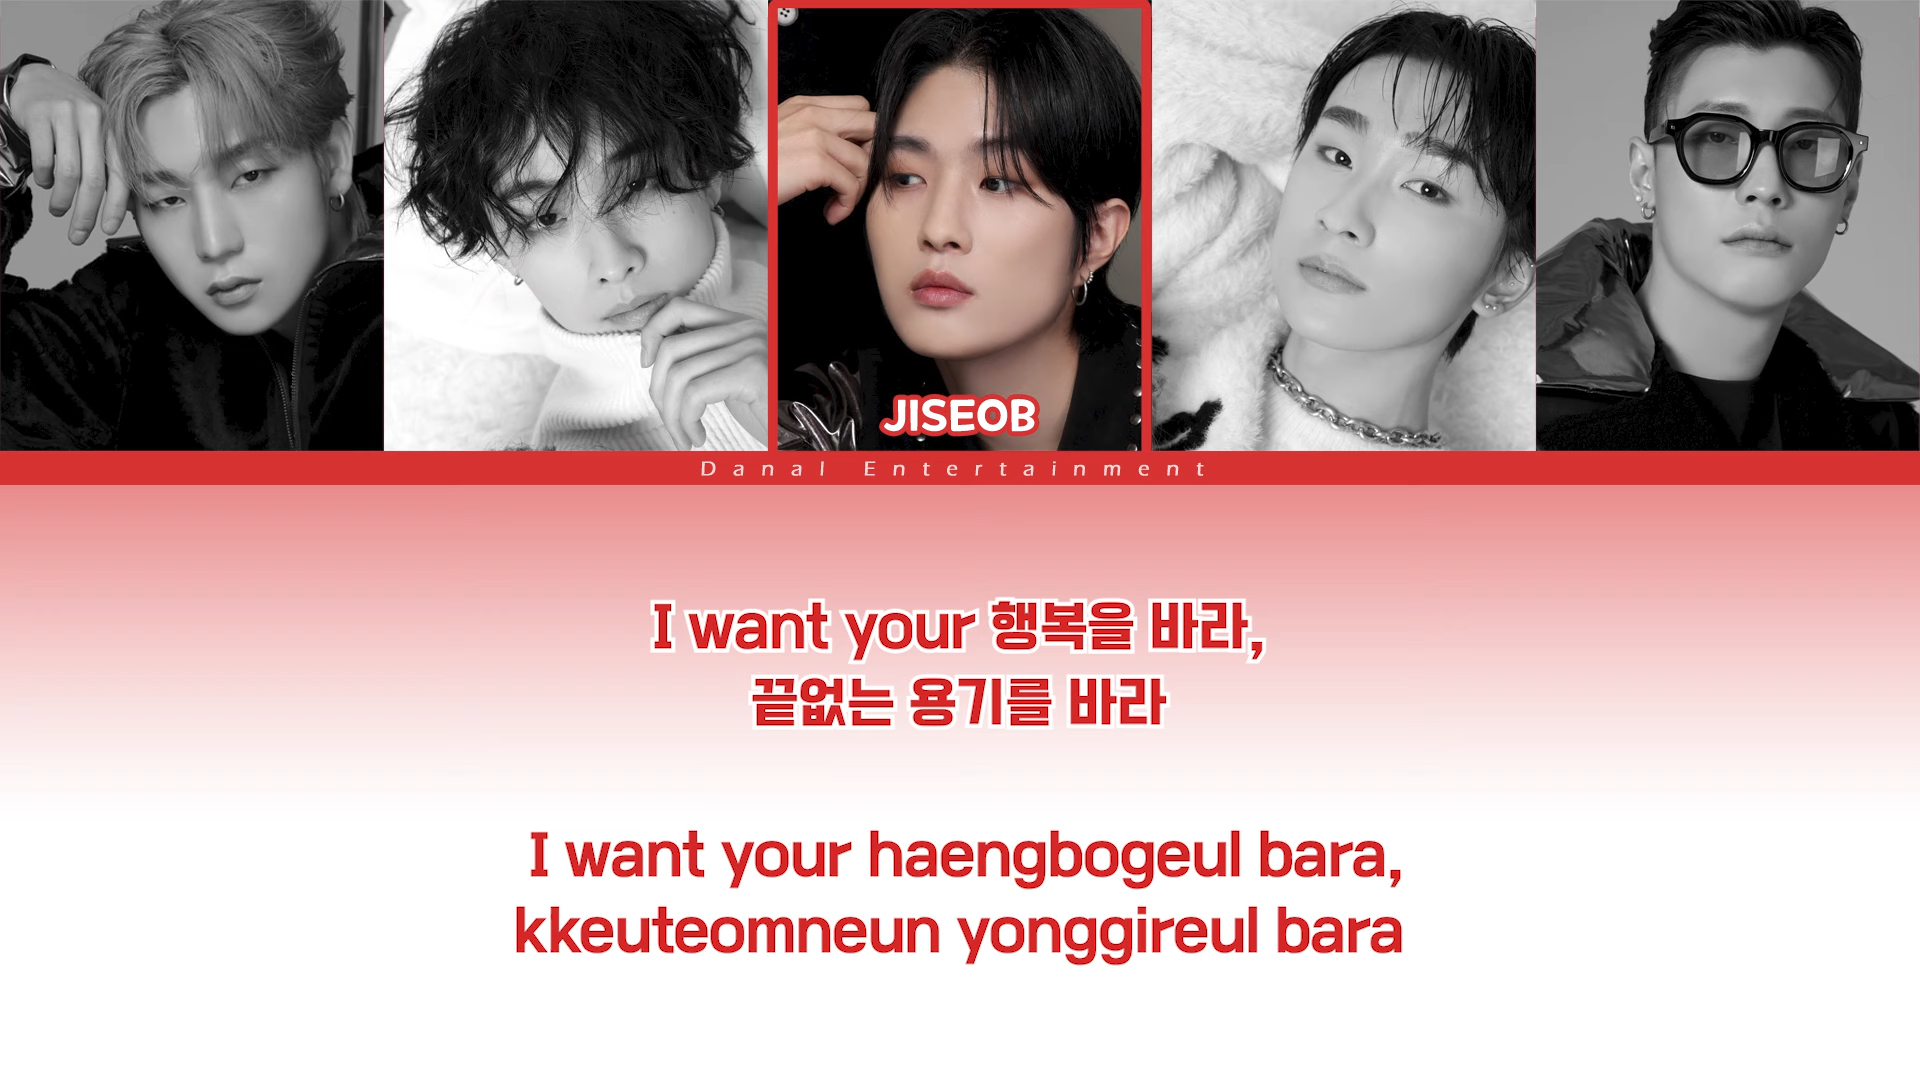 JISEOB
Danal Entertainment
I want your 행복을 바라,
끝없는 용기를 바라
I want your haengbogeul bara,
kkeuteomneun yonggireul bara